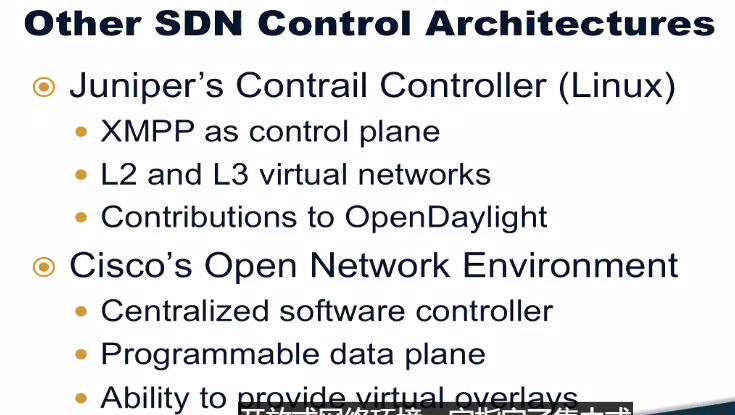 Other SDN Control Architectures
Juniper's Contrail Controller (Linux)
XMPP as control plane
L2 and L3 virtual networks
Contributions to OpenDaylight
Cisco's Open Network Environment
Centralized software controller
Programmable data plane
Ability to provide virtual overlays
开放式网络环境，它指定了集中式